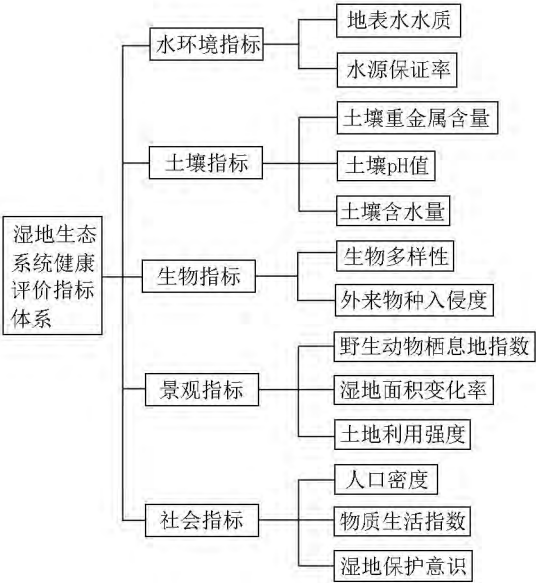 湿地生态
系统健康
评价指标
体系
水环境指标
地表水水质
水源保证率
土壤指标
土壤重金属含量
土壤pH值
土壤含水量
生物指标
生物多样性
外来物种入侵度
景观指标
野生动物栖息地指数
湿地面积变化率
土地利用强度
社会指标
人口密度
物质生活指数
湿地保护意识